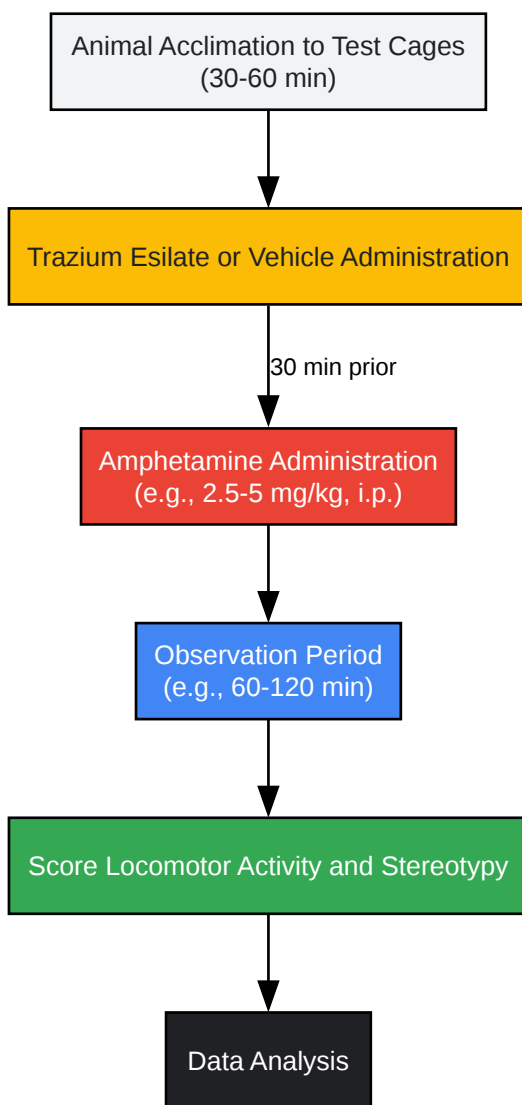 Animal Acclimation to Test Cages
(30-60 min)
Trazium Esilate or Vehicle Administration
30 min prior
Amphetamine Administration
(e.g., 2.5-5 mg/kg, i.p.)
Observation Period
(e.g., 60-120 min)
Score Locomotor Activity and Stereotypy
Data Analysis